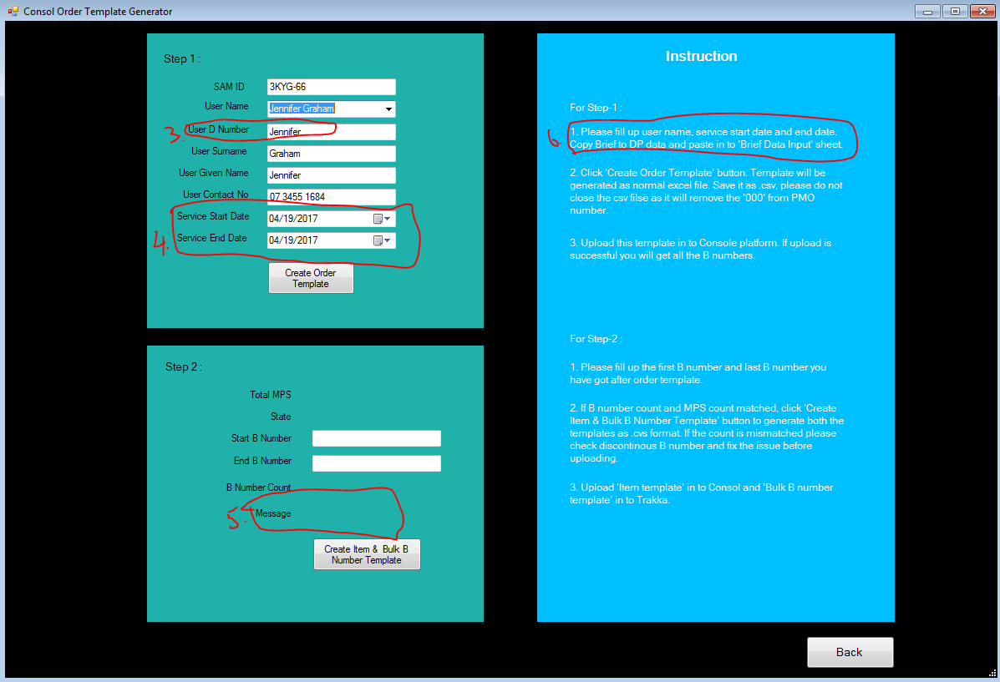 Consol Order Template Generator
Step 1 :
SAM ID 3KYG-66
User Name Jennifer Graham
3. User D Number Jennifer
User Surname Graham
User Given Name Jennifer
User Contact No 07 3455 1684
Service Start Date 04/19/2017
4. Service End Date 04/19/2017
Create Order
Template
Step 2 :
Total MPS
State
Start B Number
End B Number
B Number Count
5. Message
Create Item & Bulk B
Number Template
Instruction
For Step-1 :
6. 1. Please fill up user name, service start date and end date.
Copy Brief to DP data and paste in to 'Brief Data Input' sheet.
2. Click 'Create Order Template' button. Template will be
generated as normal excel file. Save it as .csv, please do not
close the csv filse as it will remove the '000' from PMO
number.
3. Upload this template in to Console platform. If upload is
successful you will get all the B numbers.
For Step-2 :
1. Please fill up the first B number and last B number you
have got after order template.
2. If B number count and MPS count matched, click 'Create
Item & Bulk B Number Template' button to generate both the
templates as .cvs format. If the count is mismatched please
check discontinous B number and fix the issue before
uploading.
3. Upload 'Item template' in to Consol and 'Bulk B number
template' in to Trakka.
Back